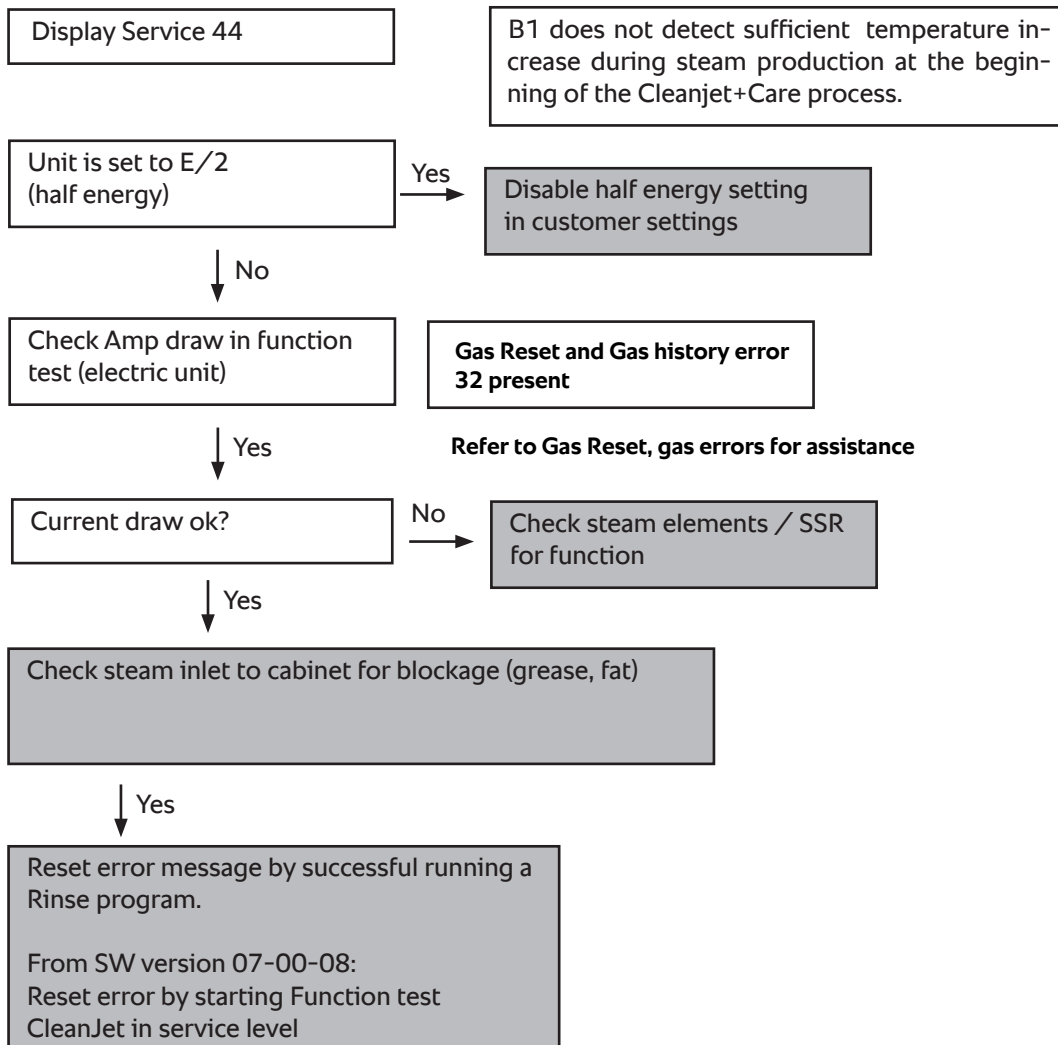 Display Service 44
B1 does not detect sufficient temperature in-
crease during steam production at the begin-
ning of the Cleanjet+Care process.
Unit is set to E/2
(half energy)
Yes
Disable half energy setting
in customer settings
No
Check Amp draw in function
test (electric unit)
Gas Reset and Gas history error
32 present
Yes
Refer to Gas Reset, gas errors for assistance
Current draw ok?
No
Check steam elements / SSR
for function
Yes
Check steam inlet to cabinet for blockage (grease, fat)
Yes
Reset error message by successful running a
Rinse program.
From SW version 07-00-08:
Reset error by starting Function test
CleanJet in service level